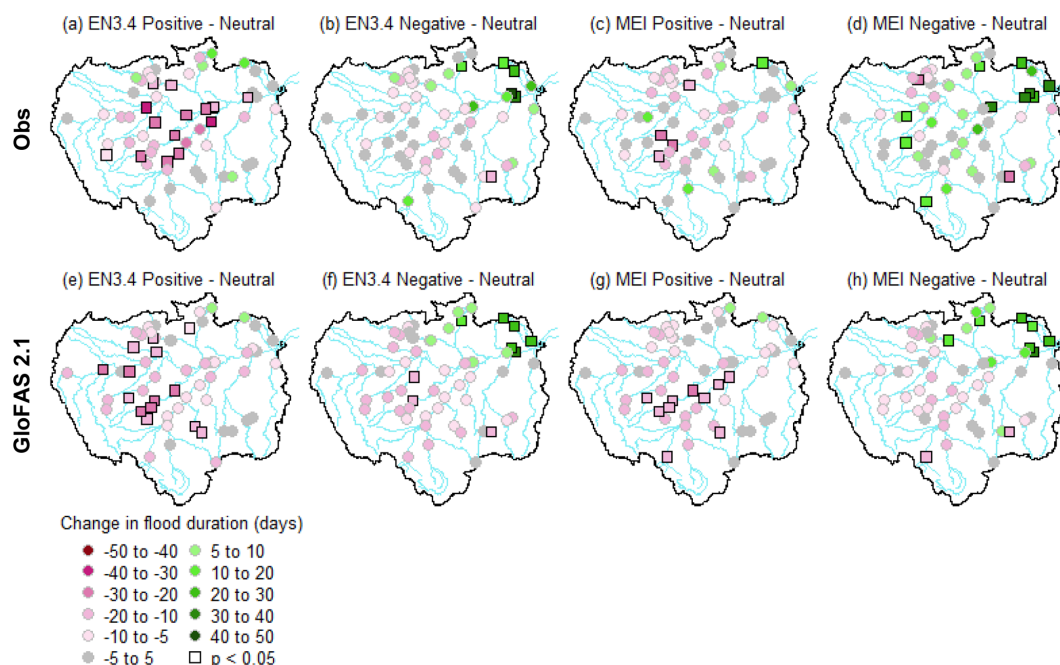 (a) EN3.4 Positive - Neutral
(b) EN3.4 Negative - Neutral
(c) MEI Positive - Neutral
(d) MEI Negative - Neutral
Obs
(e) EN3.4 Positive - Neutral
(f) EN3.4 Negative - Neutral
(g) MEI Positive - Neutral
(h) MEI Negative - Neutral
GloFAS 2.1
Change in flood duration (days)
-50 to -40
-40 to -30
-30 to -20
-20 to -10
-10 to -5
-5 to 5
5 to 10
10 to 20
20 to 30
30 to 40
40 to 50
p < 0.05